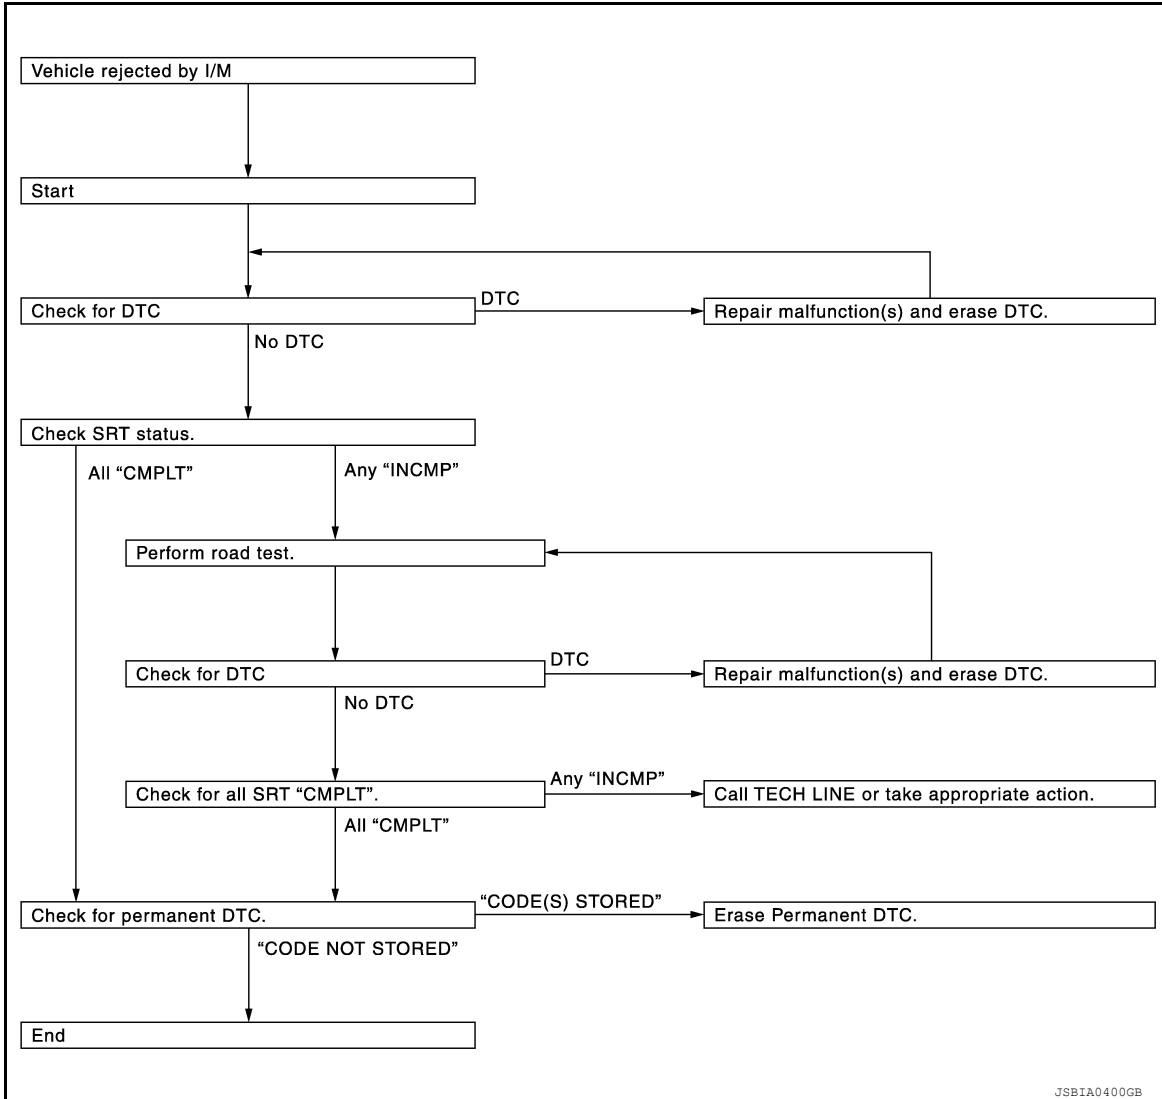 Vehicle rejected by I/M
Start
Check for DTC
DTC
Repair malfunction(s) and erase DTC.
No DTC
Check SRT status.
All “CMPLT”
Any “INCMP”
Perform road test.
Check for DTC
DTC
Repair malfunction(s) and erase DTC.
No DTC
Check for all SRT “CMPLT”.
Any “INCMP”
Call TECH LINE or take appropriate action.
All “CMPLT”
Check for permanent DTC.
“CODE(S) STORED”
Erase Permanent DTC.
“CODE NOT STORED”
End
JSBIA0400GB